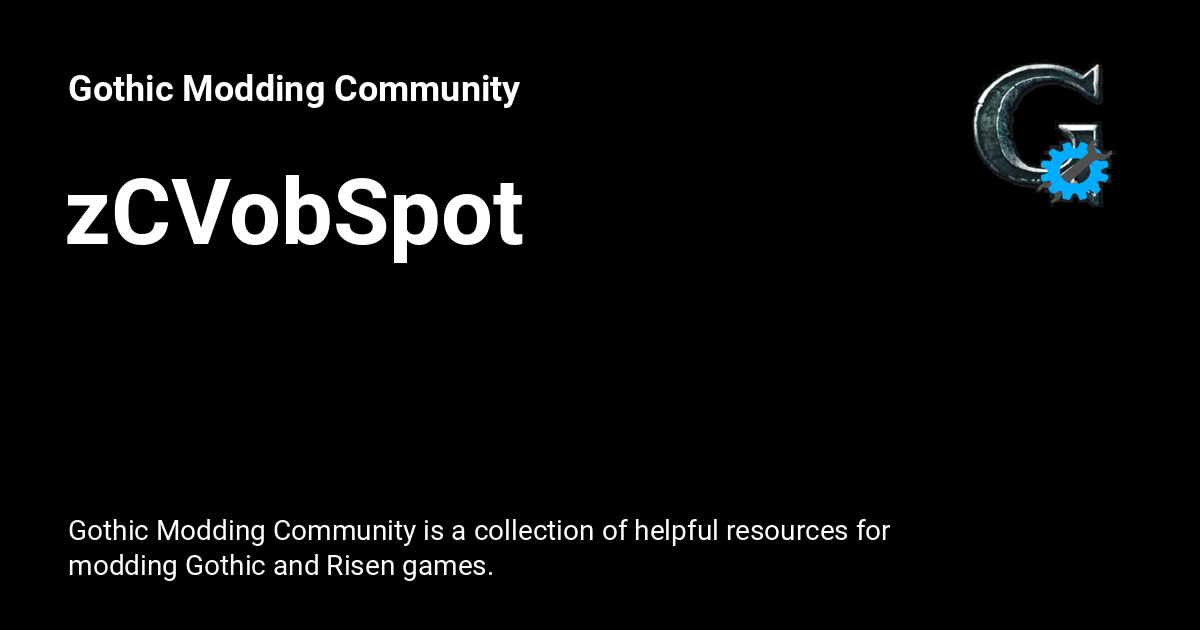 Gothic Modding Community
zCVobSpot
G
Gothic Modding Community is a collection of helpful resources for
modding Gothic and Risen games.